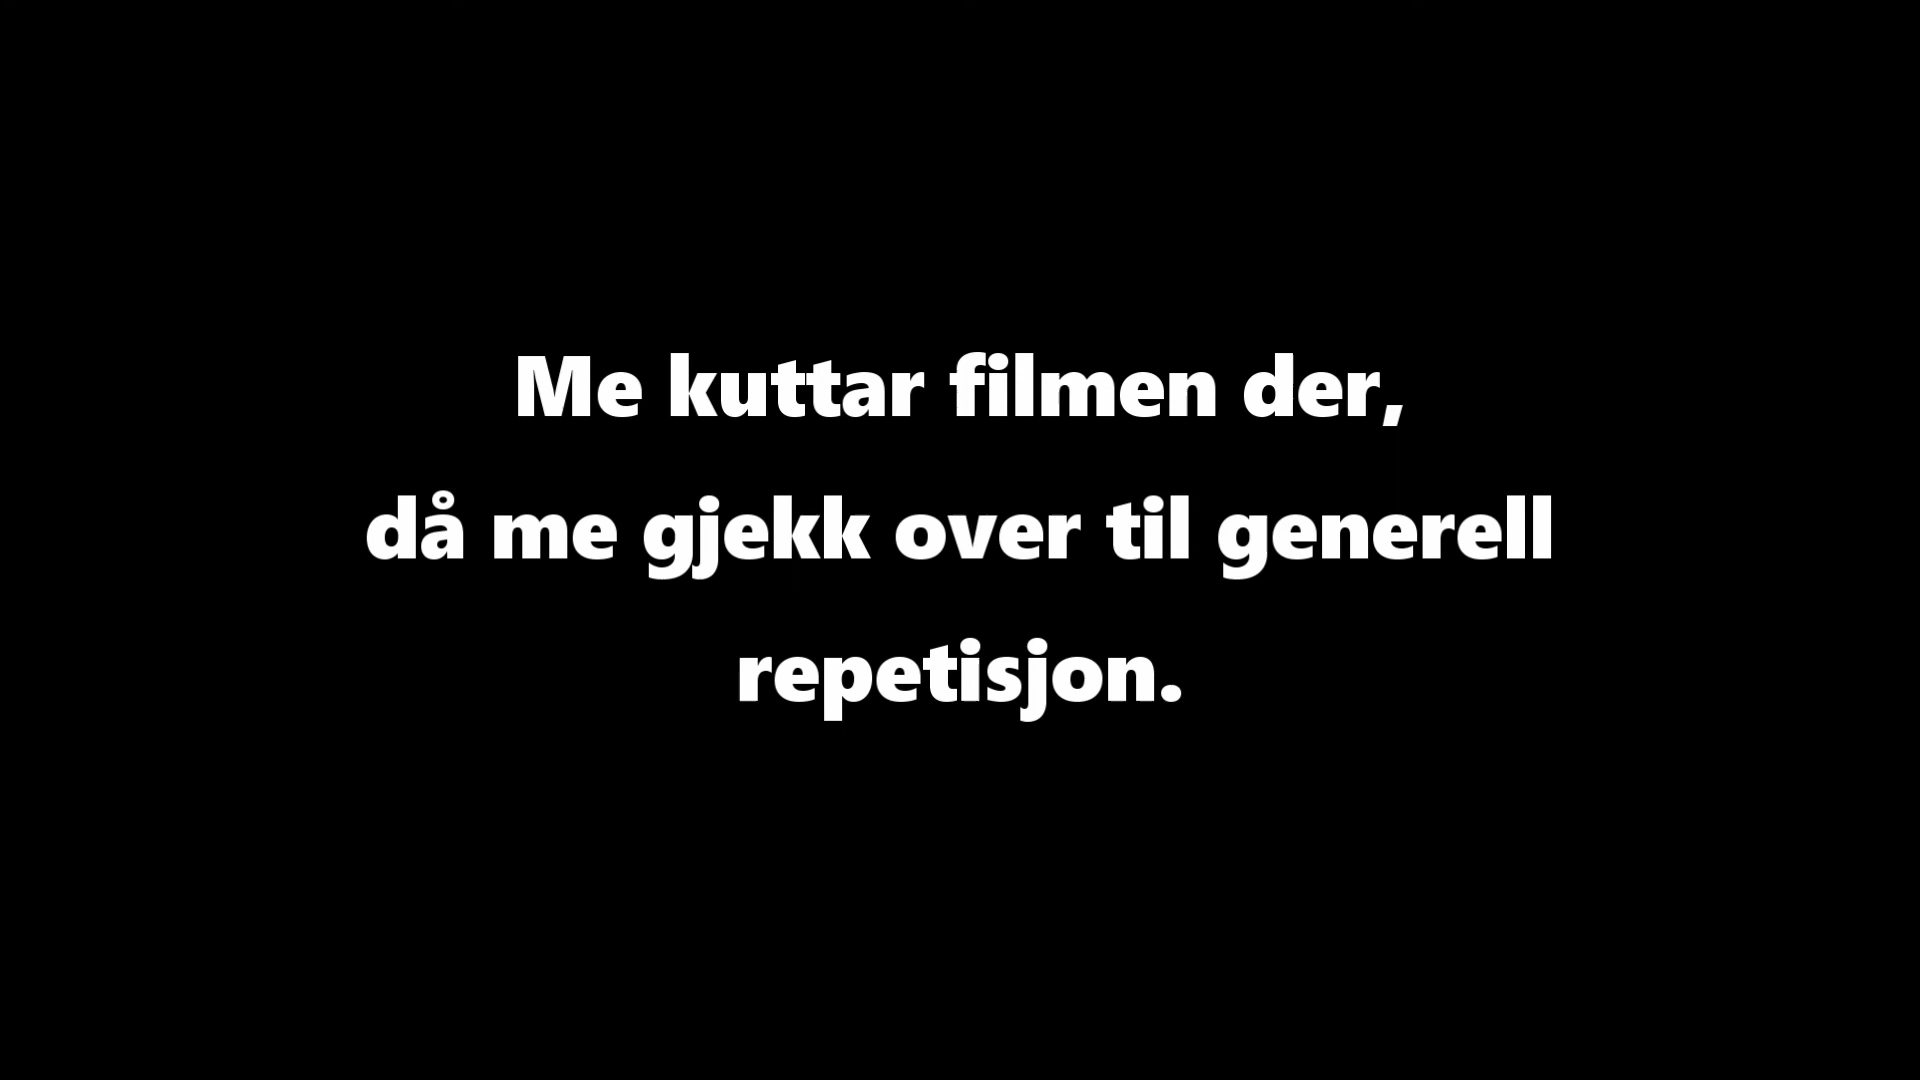 Me kuttar filmen der,
då me gjekk over til generell
repetisjon.